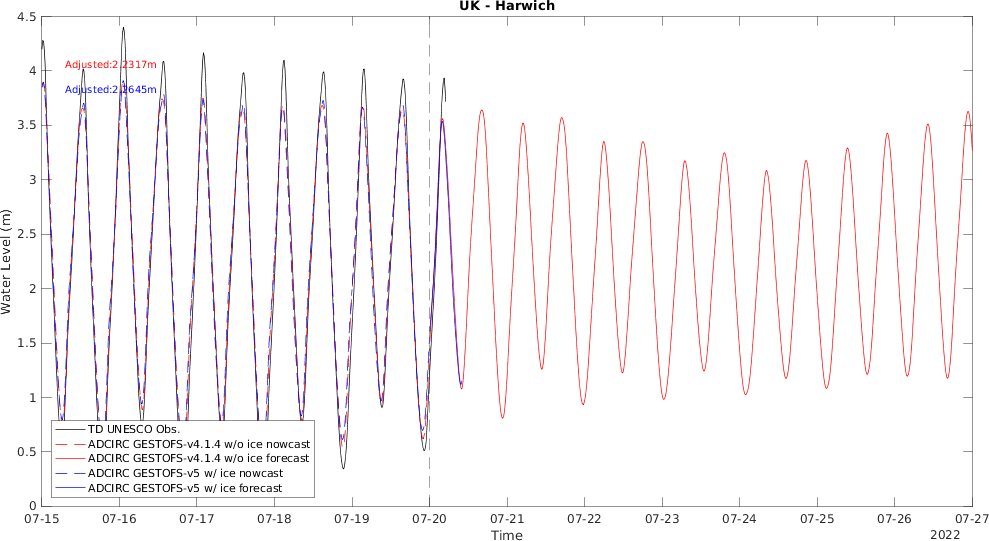 UK - Harwich
4.5
4
3.5
3
2.5
2
1.5
1
0.5
0
Water Level (m)
Adjusted:2.2317m
Adjusted:2.2645m
TD UNESCO Obs.
ADCIRC GESTOFS-v4.1.4 w/o ice nowcast
ADCIRC GESTOFS-v4.1.4 w/o ice forecast
ADCIRC GESTOFS-v5 w/ ice nowcast
ADCIRC GESTOFS-v5 w/ ice forecast
07-15 07-16 07-17 07-18 07-19 07-20 07-21 07-22 07-23 07-24 07-25 07-26 07-27
Time
2022